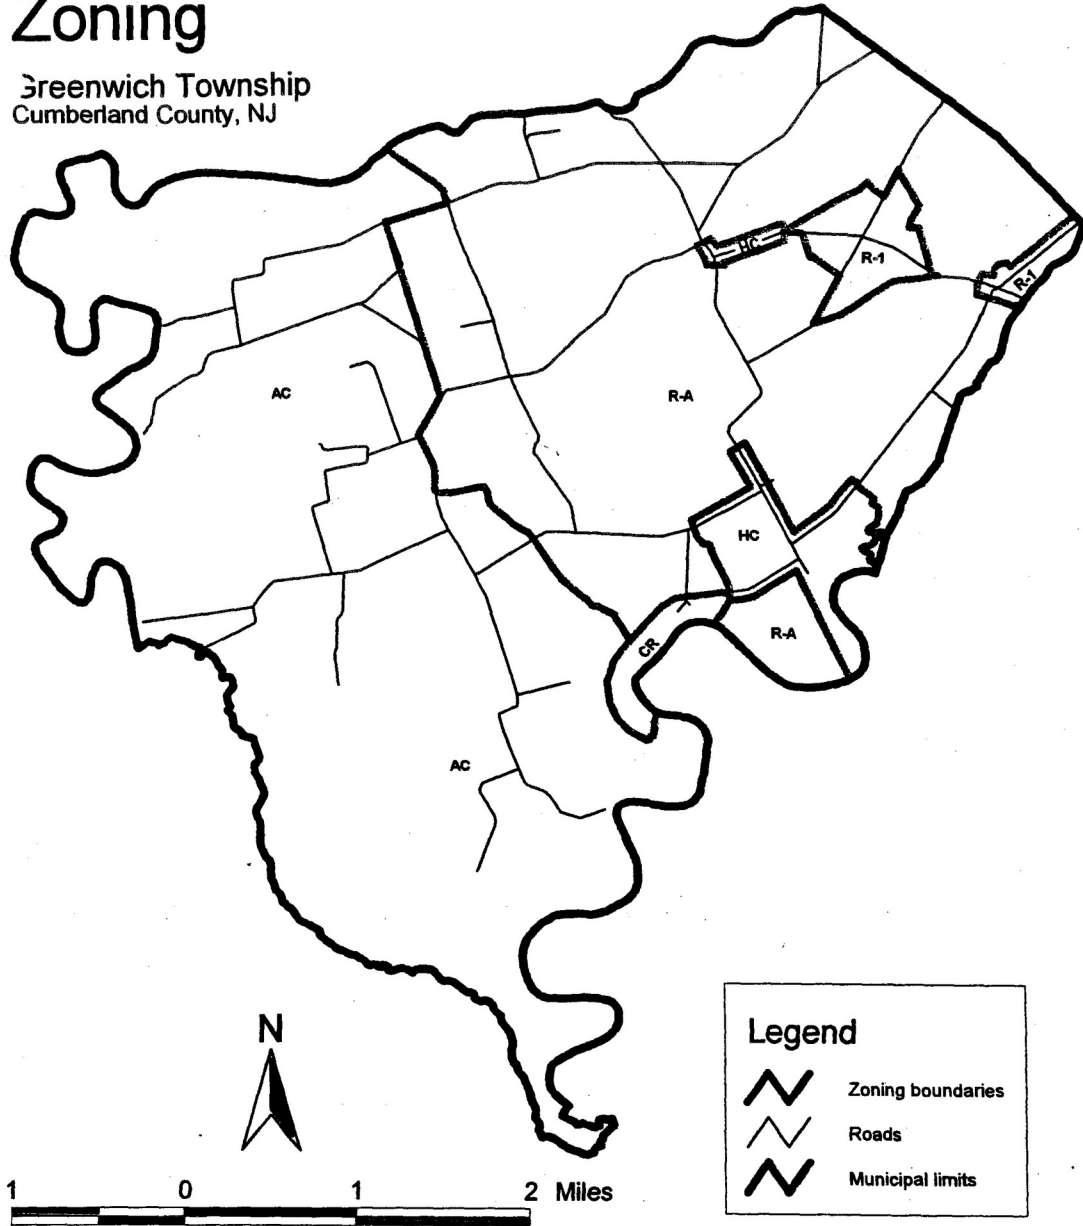 Zoning
Greenwich Township
Cumberland County, NJ
HC
R-1
R-1
AC
R-A
HC
R-A
CR
AC
N
Legend
Zoning boundaries
Roads
Municipal limits
1 0 1 2 Miles